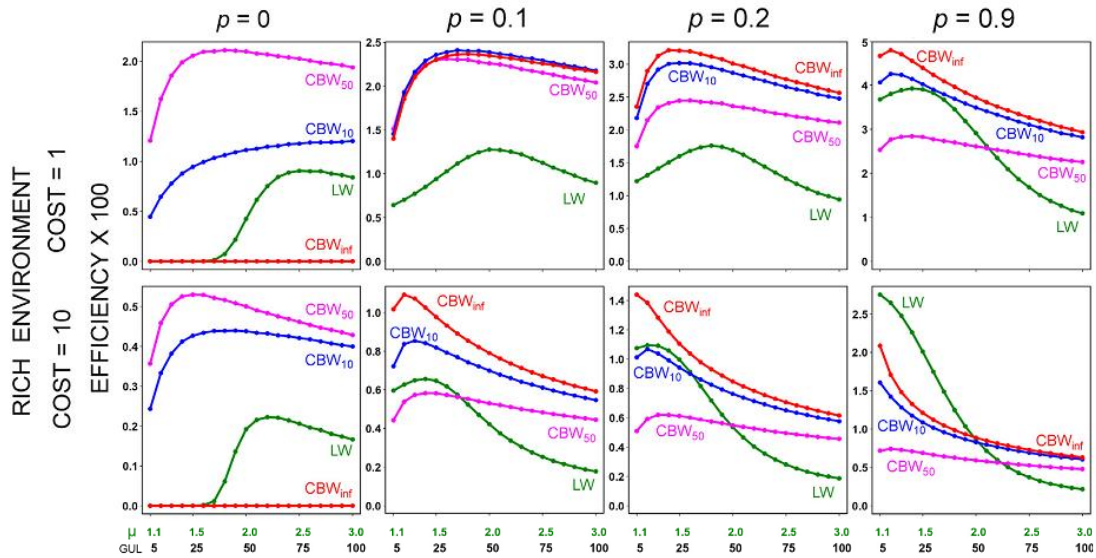 p = 0
p = 0.1
p = 0.2
p = 0.9
RICH ENVIRONMENT
COST = 10 COST = 1
EFFICIENCY X 100
2.0
1.5
1.0
0.5
0.0
CBW50
CBW10
LW
CBWinf
2.5
2.0
1.5
1.0
0.5
0.0
CBW50
LW
3.0
2.5
2.0
1.5
1.0
0.5
0.0
CBWinf
CBW10
CBW50
LW
5
4
3
2
1
0
CBWinf
CBW10
CBW50
LW
0.5
0.4
0.3
0.2
0.1
0.0
CBW50
CBW10
LW
CBWinf
1.0
0.8
0.6
0.4
0.2
0.0
CBWinf
CBW10
CBW50
LW
1.4
1.2
1.0
0.8
0.6
0.4
0.2
0.0
CBWinf
CBW10
CBW50
LW
2.5
2.0
1.5
1.0
0.5
0.0
LW
CBWinf
CBW10
CBW50
μ 1.1 1.5 2.0 2.5 3.0 1.1 1.5 2.0 2.5 3.0 1.1 1.5 2.0 2.5 3.0 1.1 1.5 2.0 2.5 3.0
GUL 5 25 50 75 100 5 25 50 75 100 5 25 50 75 100 5 25 50 75 100